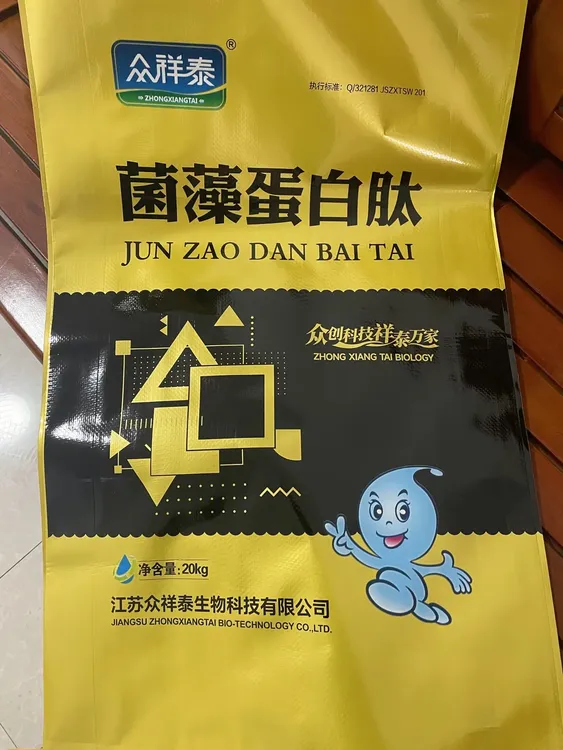 众祥泰®
ZHONGXIANGTAI
执行标准：Q/321281 JSZXTSW 201
菌藻蛋白肽
JUN ZAO DAN BAI TAI
众创科技祥泰万家
ZHONG XIANG TAI BIOLOGY
净含量:20kg
江苏众祥泰生物科技有限公司
JIANGSU ZHONGXIANGTAI BIO-TECHNOLOGY CO.,LTD.